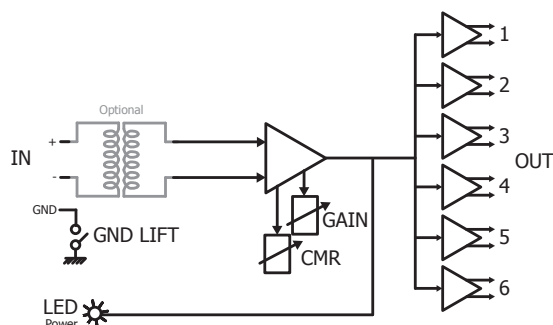 Optional
+
IN
-
GND
GND LIFT
GAIN
CMR
LED
Power
1
2
3
OUT
4
5
6